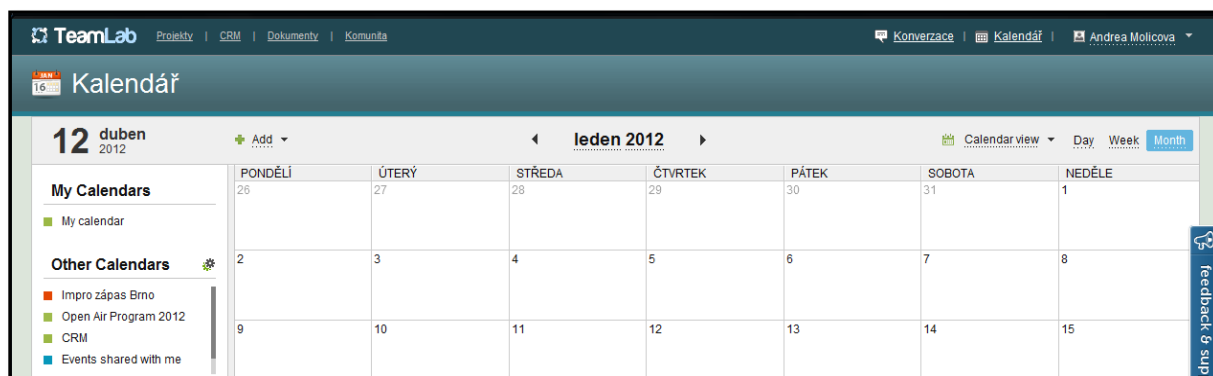 TeamLab Projekty | CRM | Dokumenty | Komunita Konverzace | Kalendář | Andrea Molicova
JAN 16 Kalendář
12 duben 2012 Add leden 2012 Calendar view Day Week Month
PONDĚLÍ ÚTERÝ STŘEDA ČTVRTEK PÁTEK SOBOTA NEDĚLE
26 27 28 29 30 31 1
2 3 4 5 6 7 8
9 10 11 12 13 14 15
My Calendars
My calendar
Other Calendars
Impro zápas Brno
Open Air Program 2012
CRM
Events shared with me
feedback & sup